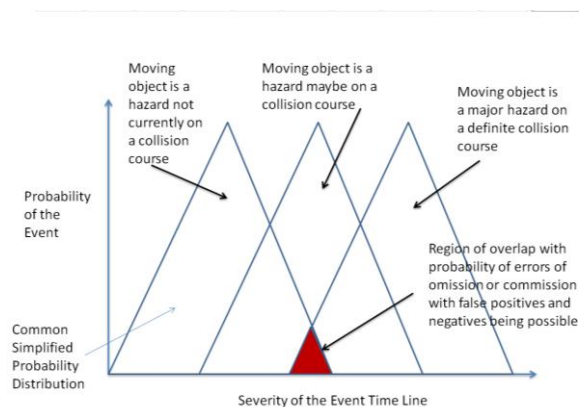 Moving
object is a
hazard not
currently on
a collision
course
Moving object is a
hazard maybe on a
collision course
Moving object is
a major hazard on
a definite collision
course
Probability
of the
Event
Region of overlap with
probability of errors of
omission or commission
with false positives and
negatives being possible
Common
Simplified
Probability
Distribution
Severity of the Event Time Line